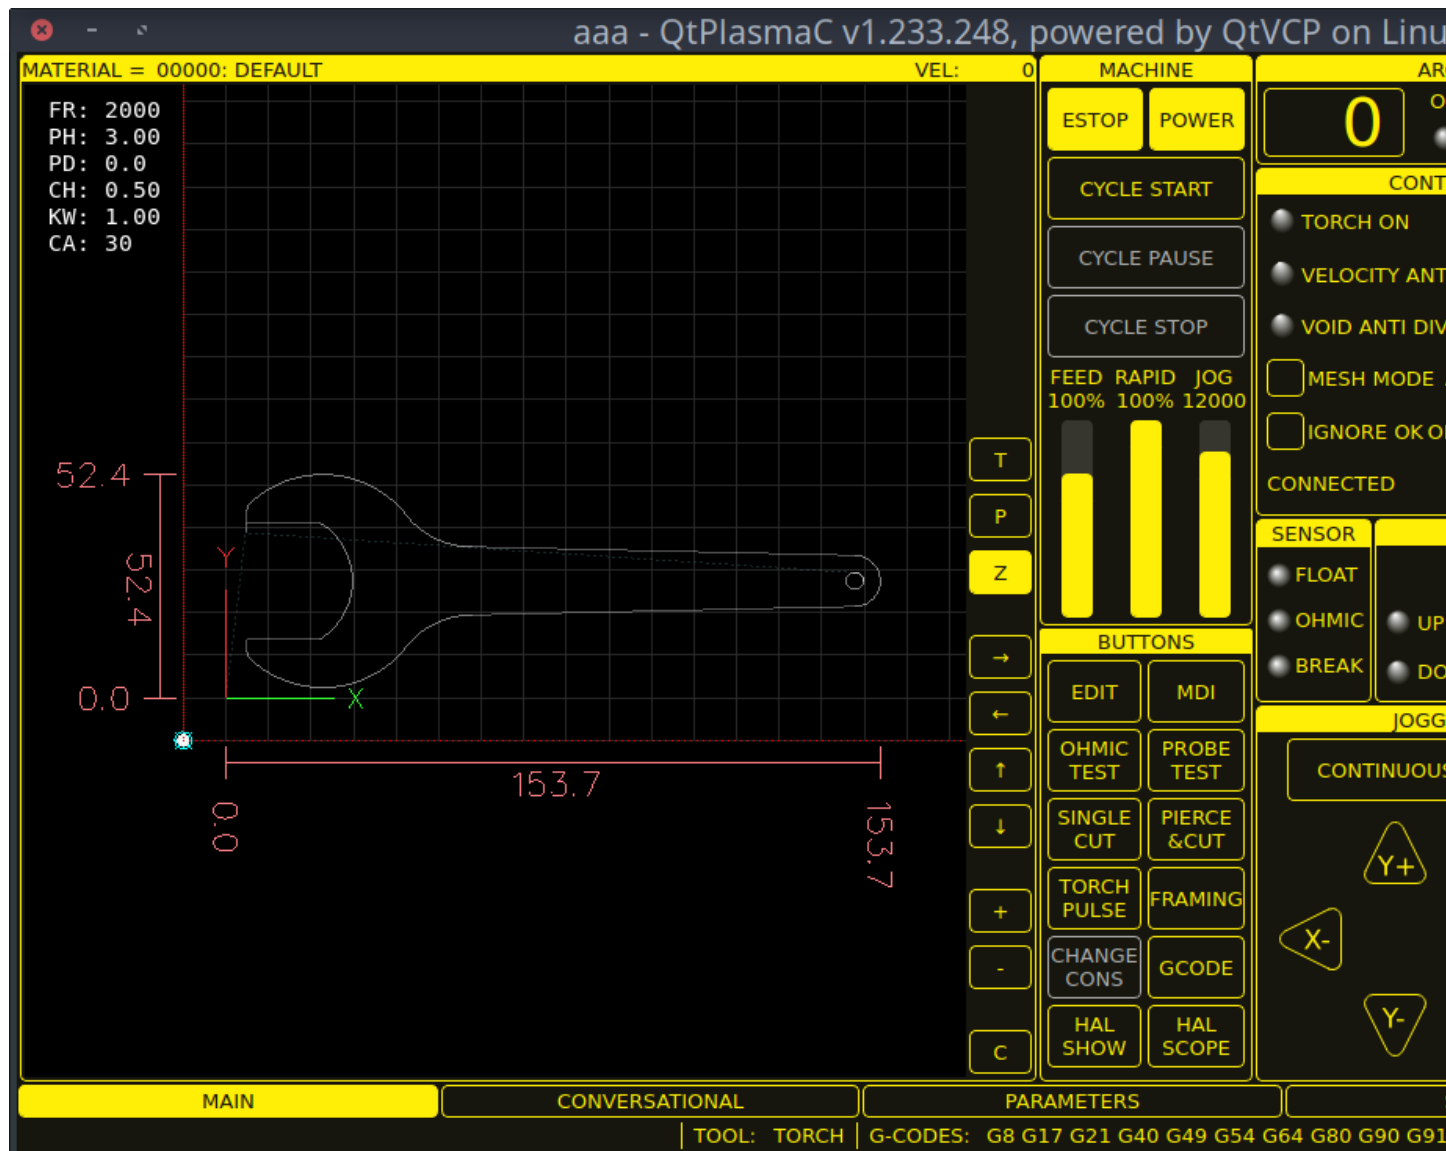 aaa - QtPlasmaC v1.233.248, powered by QtVCP on Linu
MATERIAL = 00000: DEFAULT
VEL: 0
FR: 2000
PH: 3.00
PD: 0.0
CH: 0.50
KW: 1.00
CA: 30
52.4
52.4
0.0
Y
X
153.7
0.0
153.7
T
P
Z
→
←
↑
↓
+
-
C
MACHINE
ESTOP POWER
CYCLE START
CYCLE PAUSE
CYCLE STOP
FEED RAPID JOG
100% 100% 12000
BUTTONS
EDIT
MDI
OHMIC
TEST
PROBE
TEST
SINGLE
CUT
PIERCE
&CUT
TORCH
PULSE
FRAMING
CHANGE
CONS
GCODE
HAL
SHOW
HAL
SCOPE
AR
0
O
CONT
TORCH ON
VELOCITY ANT
VOID ANTI DIV
MESH MODE
IGNORE OK O
CONNECTED
SENSOR
FLOAT
OHMIC
BREAK
UP
DO
JOGG
CONTINUOUS
Y+
X-
Y-
MAIN
CONVERSATIONAL
PARAMETERS
TOOL: TORCH
G-CODES: G8 G17 G21 G40 G49 G54 G64 G80 G90 G91